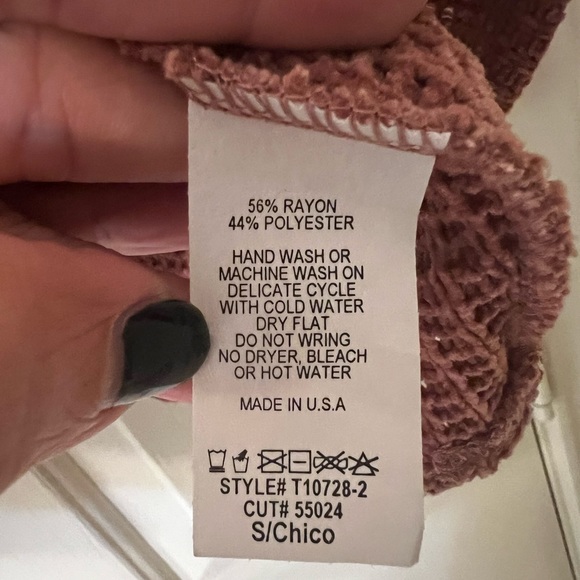 56% RAYON
44% POLYESTER
HAND WASH OR
MACHINE WASH ON
DELICATE CYCLE
WITH COLD WATER
DRY FLAT
DO NOT WRING
NO DRYER, BLEACH
OR HOT WATER
MADE IN U.S.A
STYLE# T10728-2
CUT# 55024
S/Chico